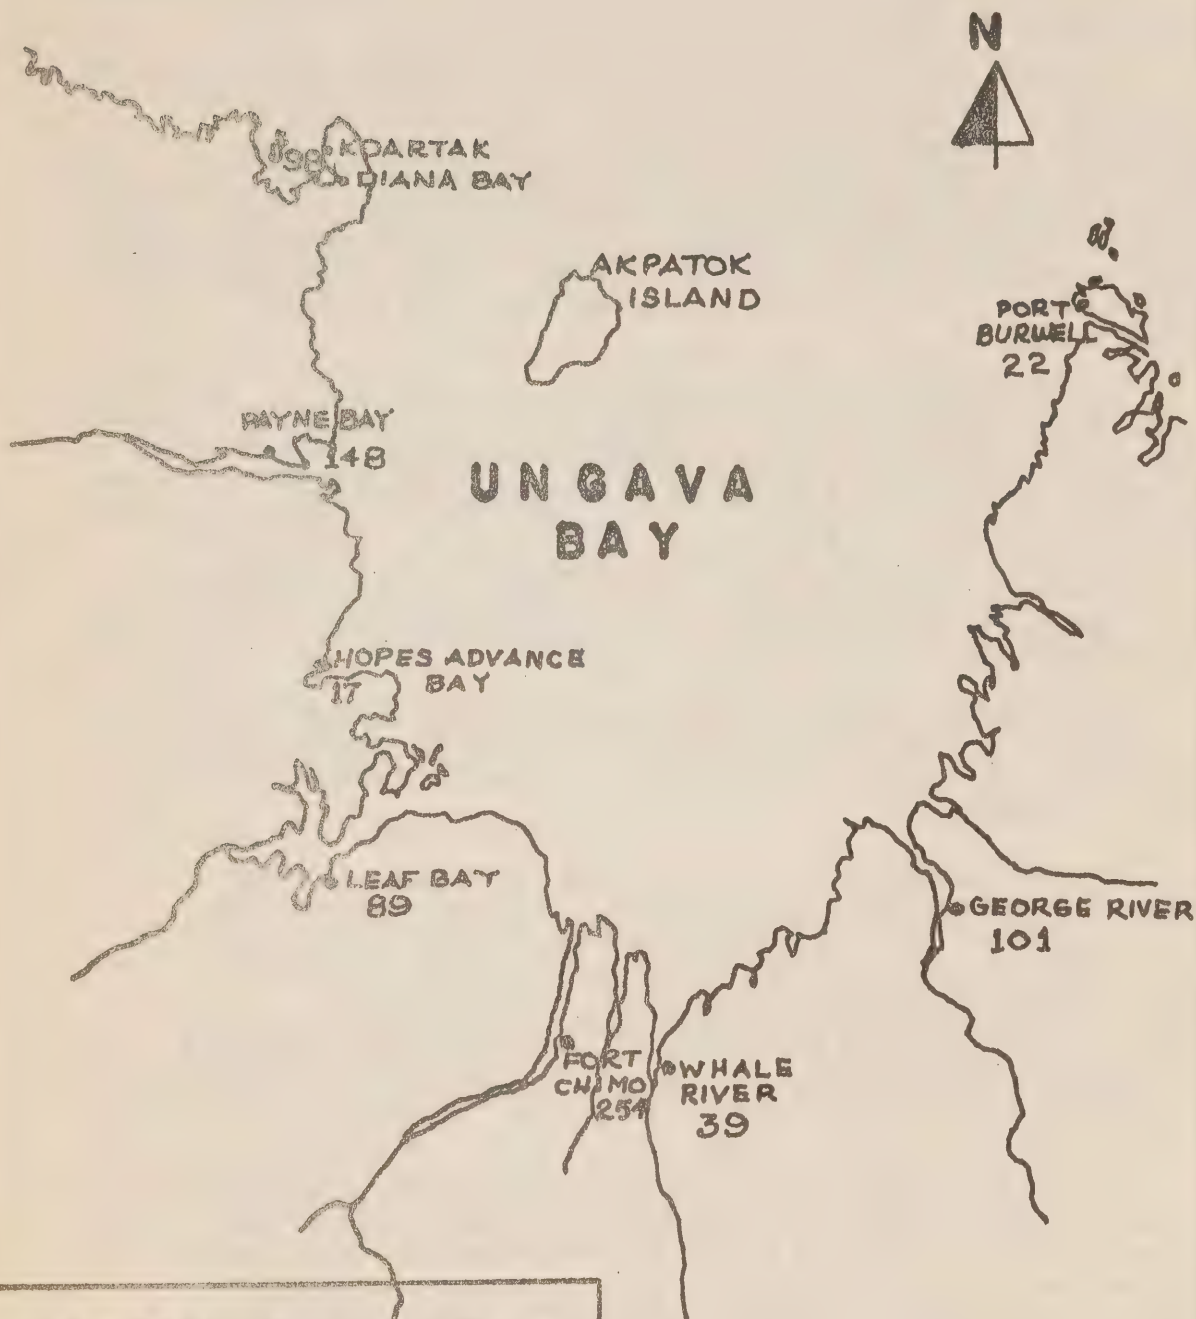 N
KOARTAK
98
DIANA BAY
AKPATOK
ISLAND
PORT
BURWELL
22
PAYNE BAY
148
UNGAVA
BAY
HOPES ADVANCE
BAY
17
LEAF BAY
89
GEORGE RIVER
101
FORT
CHIMO
254
WHALE
RIVER
39